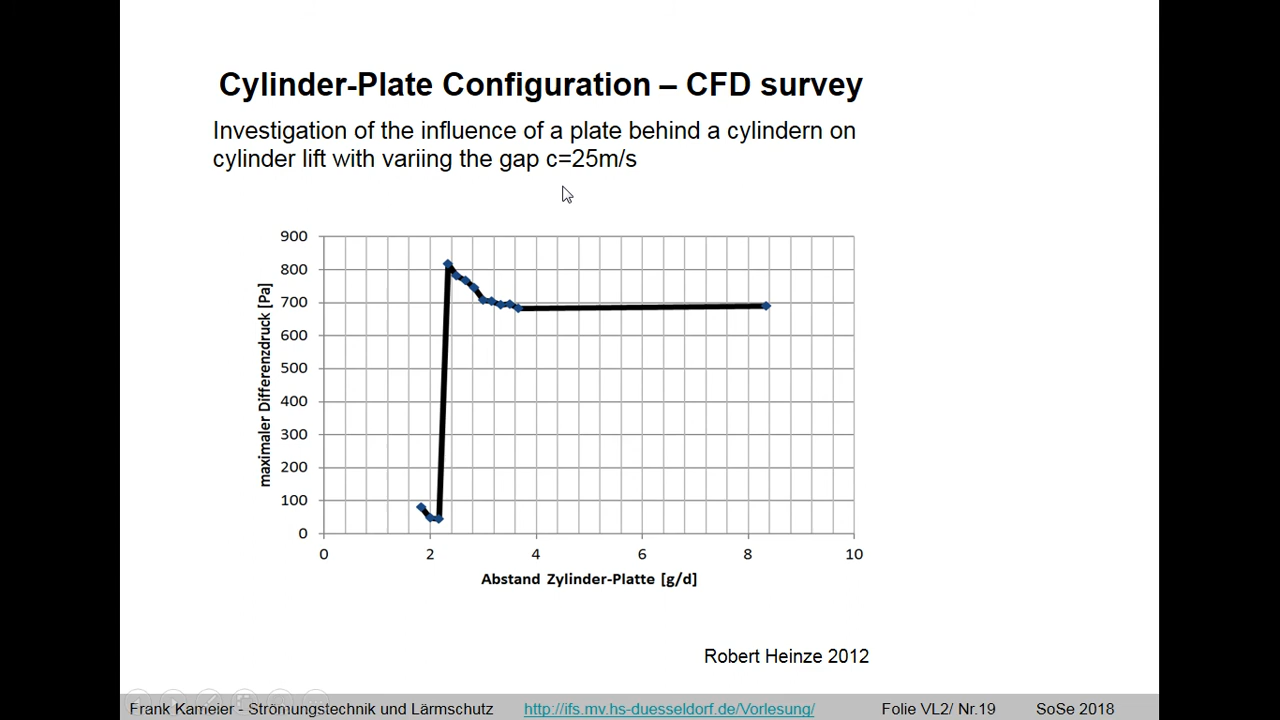 Cylinder-Plate Configuration – CFD survey
Investigation of the influence of a plate behind a cylindern on
cylinder lift with variing the gap c=25m/s
900
800
700
600
500
400
300
200
100
0
maximaler Differenzdruck [Pa]
0 2 4 6 8 10
Abstand Zylinder-Platte [g/d]
Robert Heinze 2012
Frank Kameier - Strömungstechnik und Lärmschutz http://ifs.mv.hs-duesseldorf.de/Vorlesung/ Folie VL2/ Nr.19 SoSe 2018